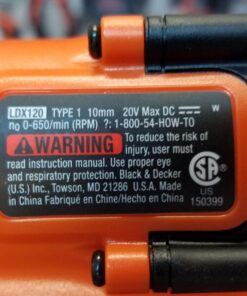 LDX120 TYPE 1 10mm 20V Max DC ⎓ W
n₀ 0-650/min (RPM) ?: 1-800-54-HOW-TO
⚠WARNING To reduce the risk of
injury, user must
read instruction manual. Use proper eye
and respiratory protection. Black & Decker
(U.S.) Inc., Towson, MD 21286 U.S.A. Made
in China Fabriqué en Chine/Hecho en China
SA
US
150399